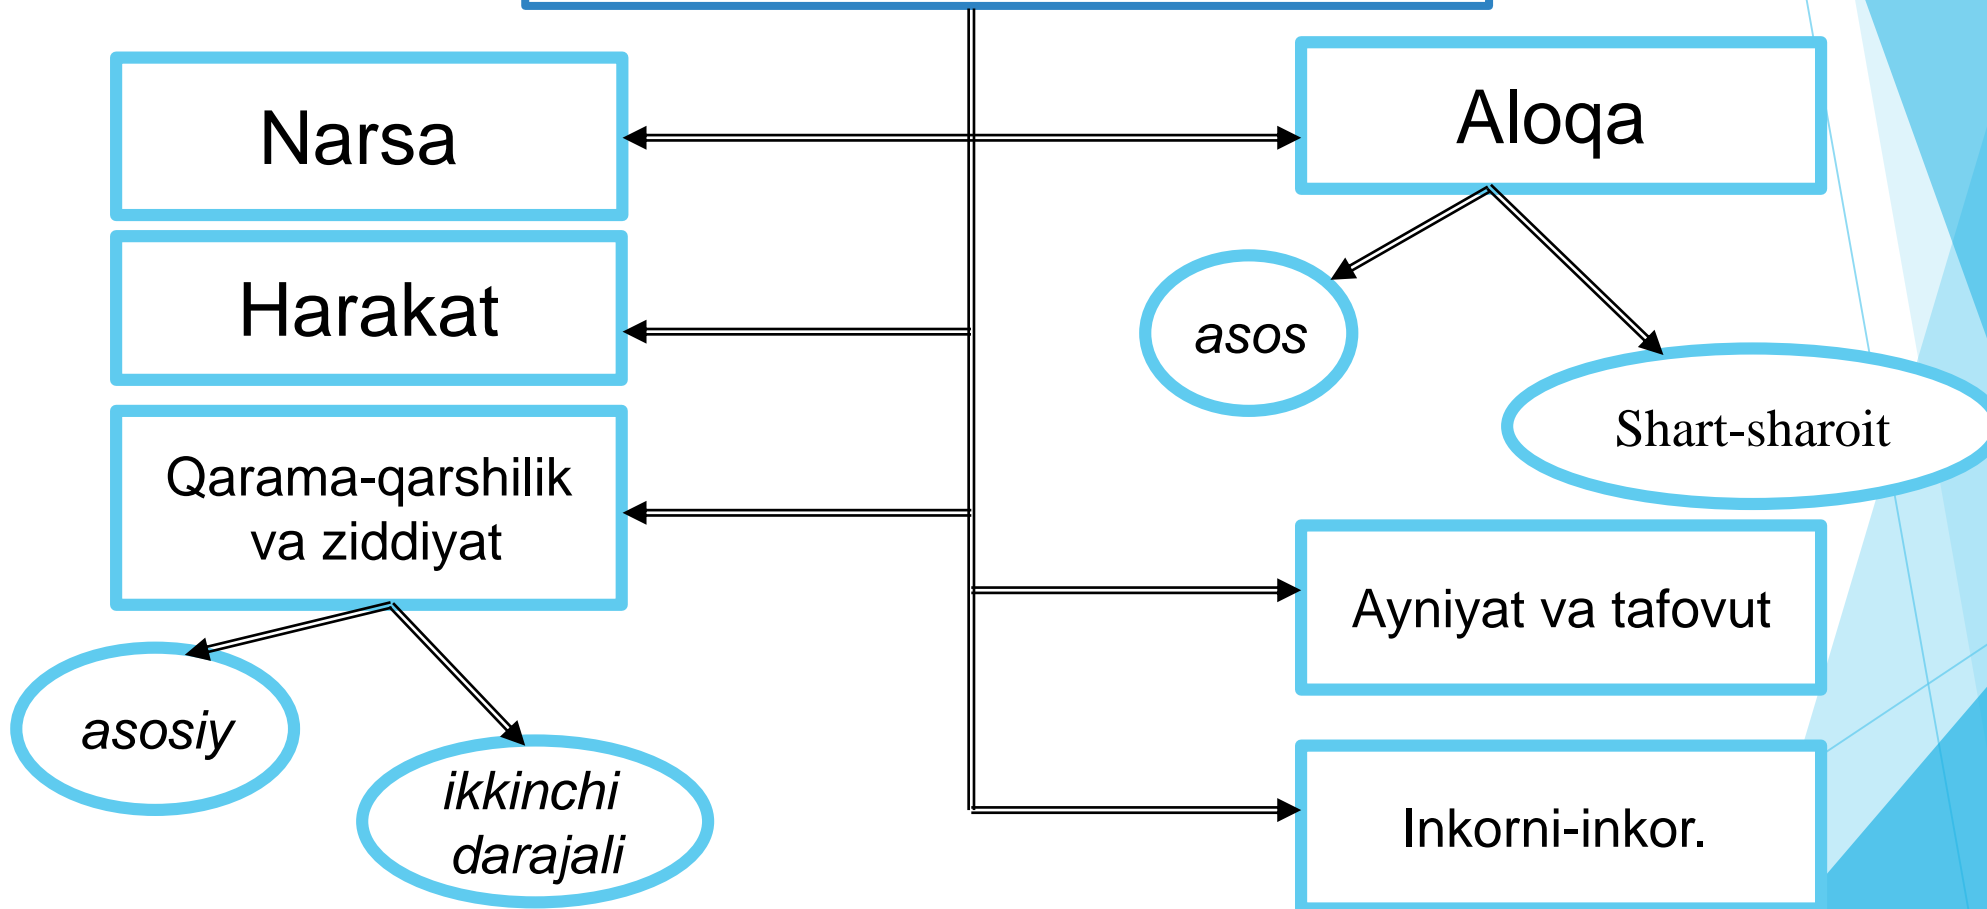 Narsa
Aloqa
Harakat
asos
Shart-sharoit
Qarama-qarshilik
va ziddiyat
Ayniyat va tafovut
asosiy
ikkinchi
darajali
Inkorni-inkor.